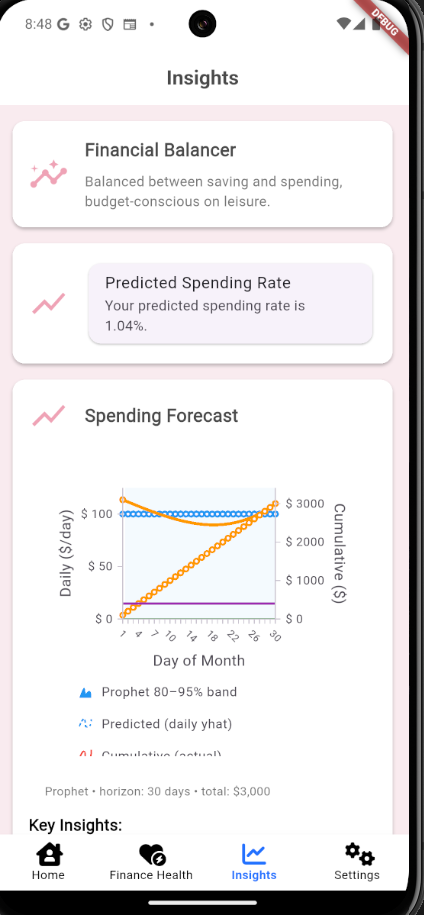 8:48
DEBUG
Insights
Financial Balancer
Balanced between saving and spending,
budget-conscious on leisure.
Predicted Spending Rate
Your predicted spending rate is
1.04%.
Spending Forecast
Daily ($/day)
$ 100
$ 50
$ 0
$ 3000
$ 2000
$ 1000
$ 0
Cumulative ($)
1 4 7 10 14 18 22 26 30
Day of Month
Prophet 80–95% band
Predicted (daily yhat)
Cumulative (actual)
Prophet • horizon: 30 days • total: $3,000
Key Insights:
Home Finance Health Insights Settings